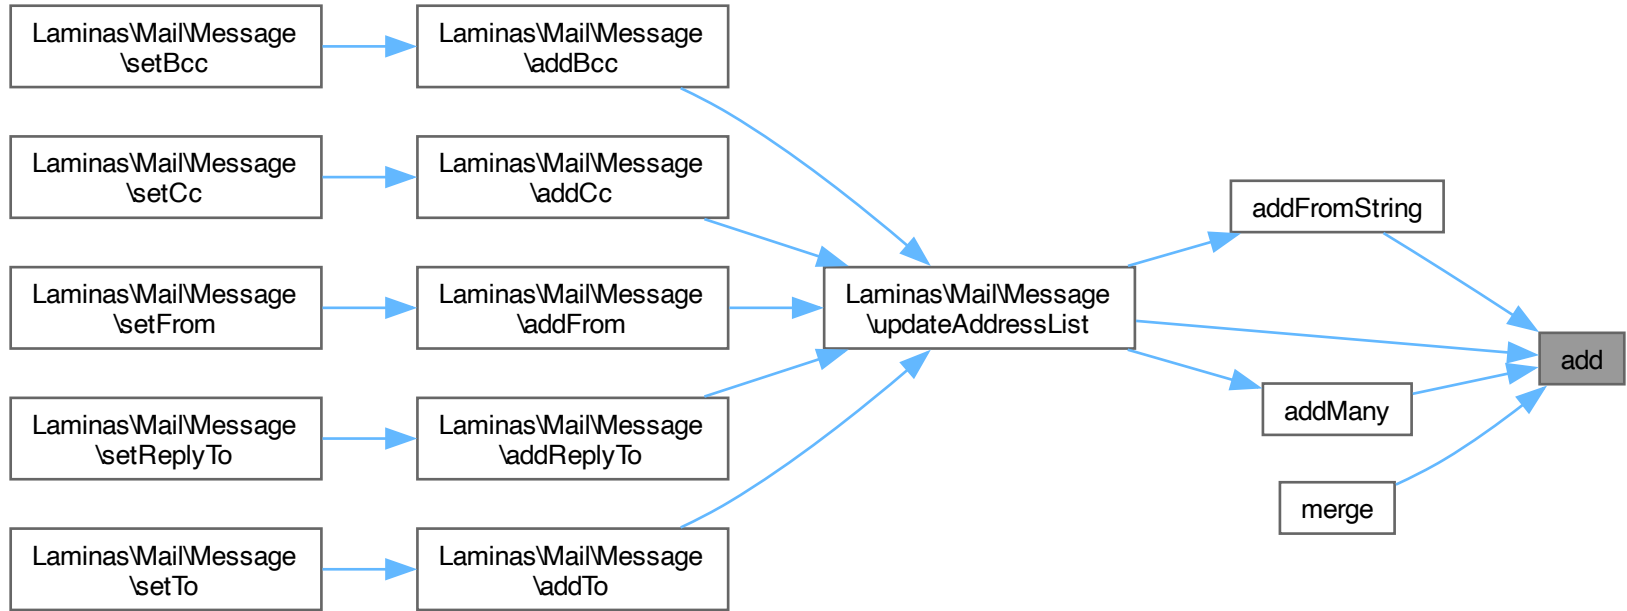 Laminas\Mail\Message
\setBcc
Laminas\Mail\Message
\addBcc
Laminas\Mail\Message
\setCc
Laminas\Mail\Message
\addCc
Laminas\Mail\Message
\setFrom
Laminas\Mail\Message
\addFrom
Laminas\Mail\Message
\setReplyTo
Laminas\Mail\Message
\addReplyTo
Laminas\Mail\Message
\setTo
Laminas\Mail\Message
\addTo
Laminas\Mail\Message
\updateAddressList
addFromString
addMany
merge
add